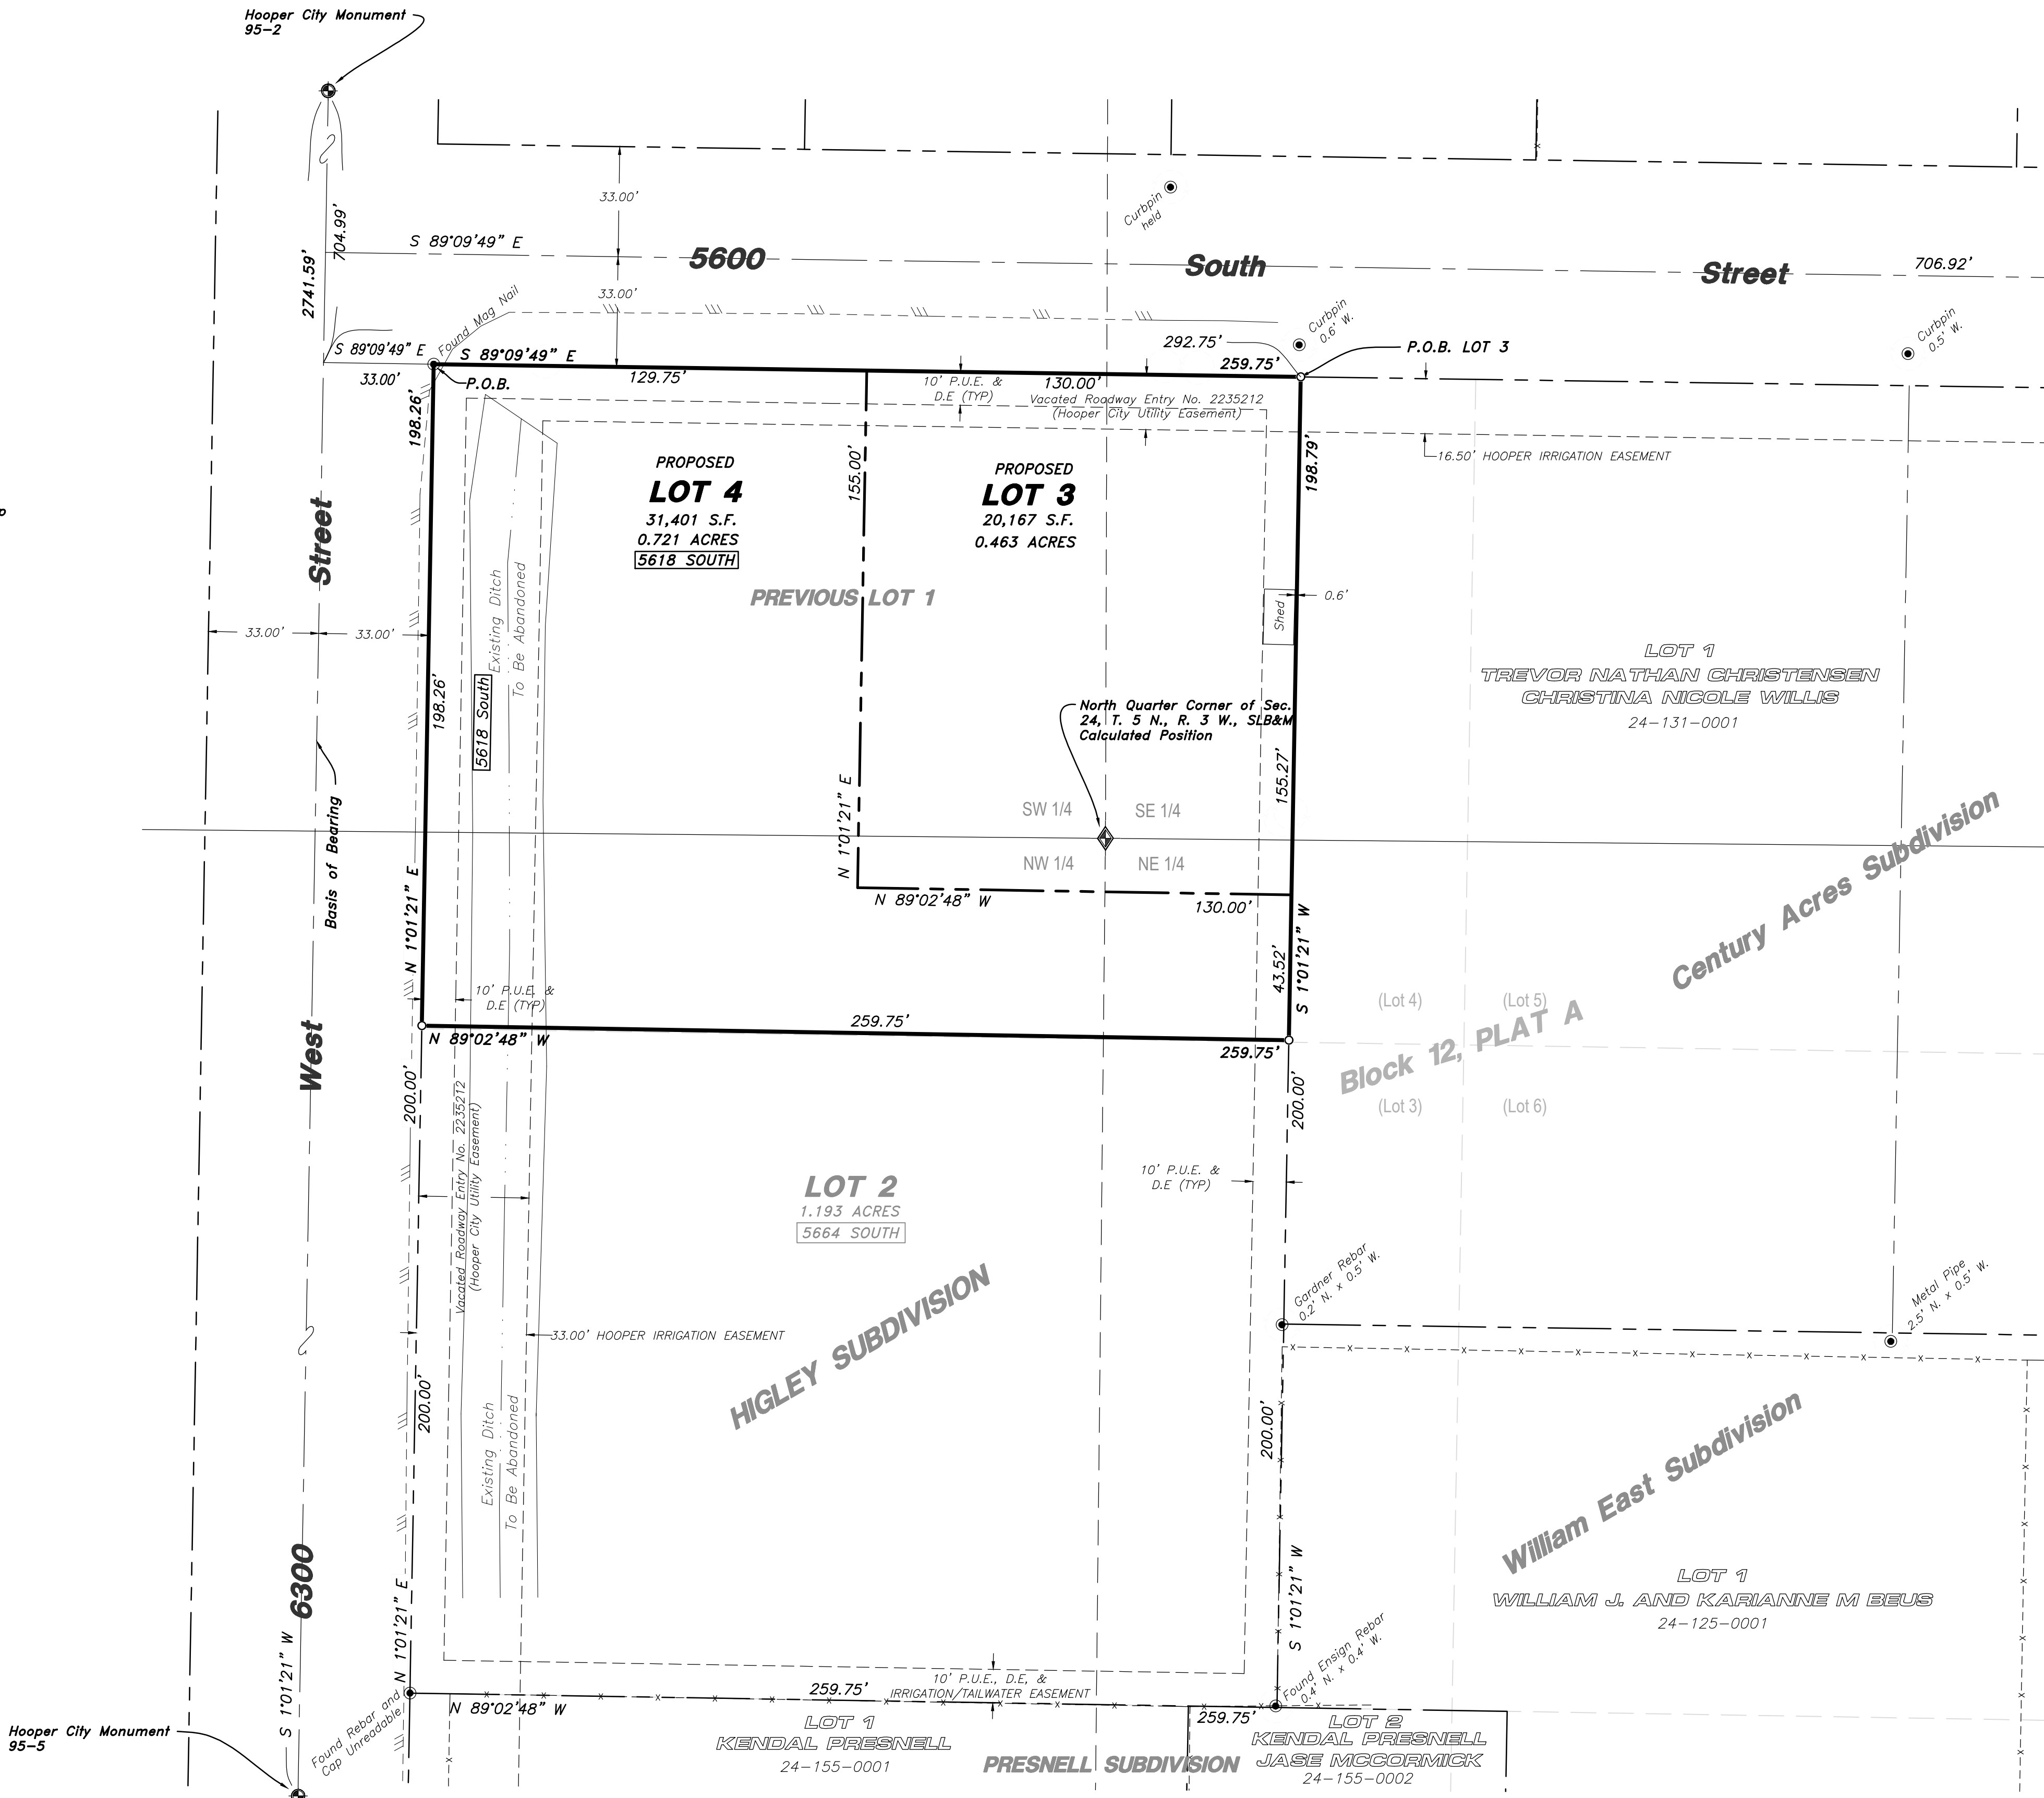 Hooper City Monument
95-2
33.00'
Curbpin
held
704.99'
2741.59'
S 89°09'49" E
5600
South
Street
706.92'
33.00'
Found Mag Nail
Curbpin
0.6' W.
Curbpin
0.5' W.
S 89°09'49" E
33.00'
S 89°09'49" E
292.75'
259.75'
P.O.B. LOT 3
P.O.B.
129.75'
10' P.U.E. &
D.E (TYP)
130.00'
Vacated Roadway Entry No. 2235212
(Hooper City Utility Easement)
198.26'
155.00'
198.79'
16.50' HOOPER IRRIGATION EASEMENT
PROPOSED
LOT 4
31,401 S.F.
0.721 ACRES
5618 SOUTH
PROPOSED
LOT 3
20,167 S.F.
0.463 ACRES
p
Street
PREVIOUS LOT 1
Existing Ditch
To Be Abandoned
Shed
0.6'
33.00'
33.00'
198.26'
5618 South
LOT 1
TREVOR NATHAN CHRISTENSEN
CHRISTINA NICOLE WILLIS
24-131-0001
North Quarter Corner of Sec.
24, T. 5 N., R. 3 W., SLB&M
Calculated Position
155.27'
Basis of Bearing
N 1°01'21" E
N 1°01'21" E
SW 1/4
SE 1/4
NW 1/4
NE 1/4
N 89°02'48" W
130.00'
43.52'
S 1°01'21" W
Century Acres Subdivision
10' P.U.E. &
D.E (TYP)
(Lot 4)
(Lot 5)
Block 12, PLAT A
(Lot 3)
(Lot 6)
259.75'
N 89°02'48" W
259.75'
West
200.00'
200.00'
Vacated Roadway Entry No. 2235212
(Hooper City Utility Easement)
LOT 2
1.193 ACRES
5664 SOUTH
10' P.U.E. &
D.E (TYP)
Gardner Rebar
0.2' N. x 0.5' W.
Metal Pipe
2.5' N. x 0.5' W.
33.00' HOOPER IRRIGATION EASEMENT
HIGLEY SUBDIVISION
200.00'
200.00'
Existing Ditch
To Be Abandoned
William East Subdivision
6300
S 1°01'21" W
N 1°01'21" E
S 1°01'21" W
LOT 1
WILLIAM J. AND KARIANNE M BEUS
24-125-0001
Found Ensign Rebar
0.4' N. x 0.4' W.
10' P.U.E., D.E, &
IRRIGATION/TAILWATER EASEMENT
259.75'
N 89°02'48" W
259.75'
Found Rebar and
Cap Unreadable
Hooper City Monument
95-5
LOT 1
KENDAL PRESNELL
24-155-0001
PRESNELL SUBDIVISION
LOT 2
KENDAL PRESNELL
JASE MCCORMICK
24-155-0002